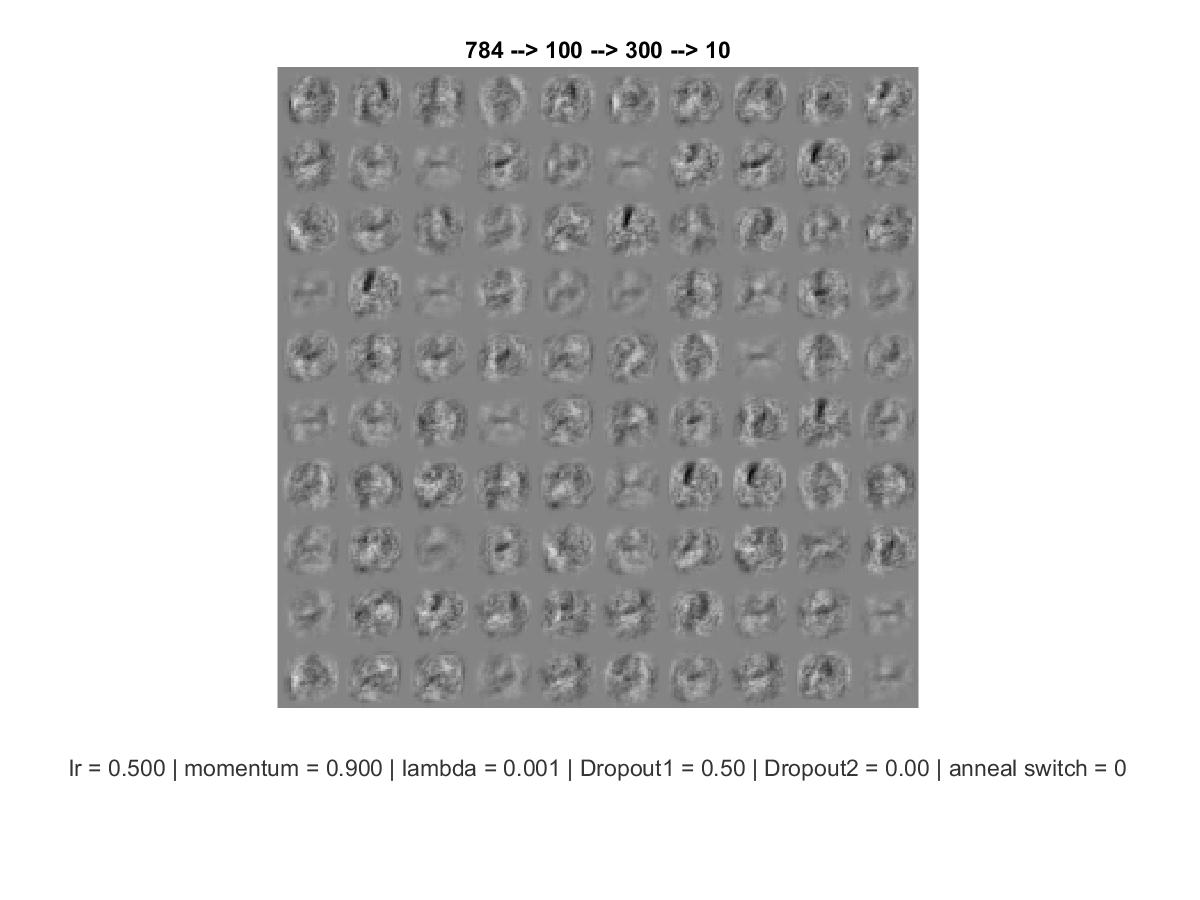 784 --> 100 --> 300 --> 10
lr = 0.500 | momentum = 0.900 | lambda = 0.001 | Dropout1 = 0.50 | Dropout2 = 0.00 | anneal switch = 0